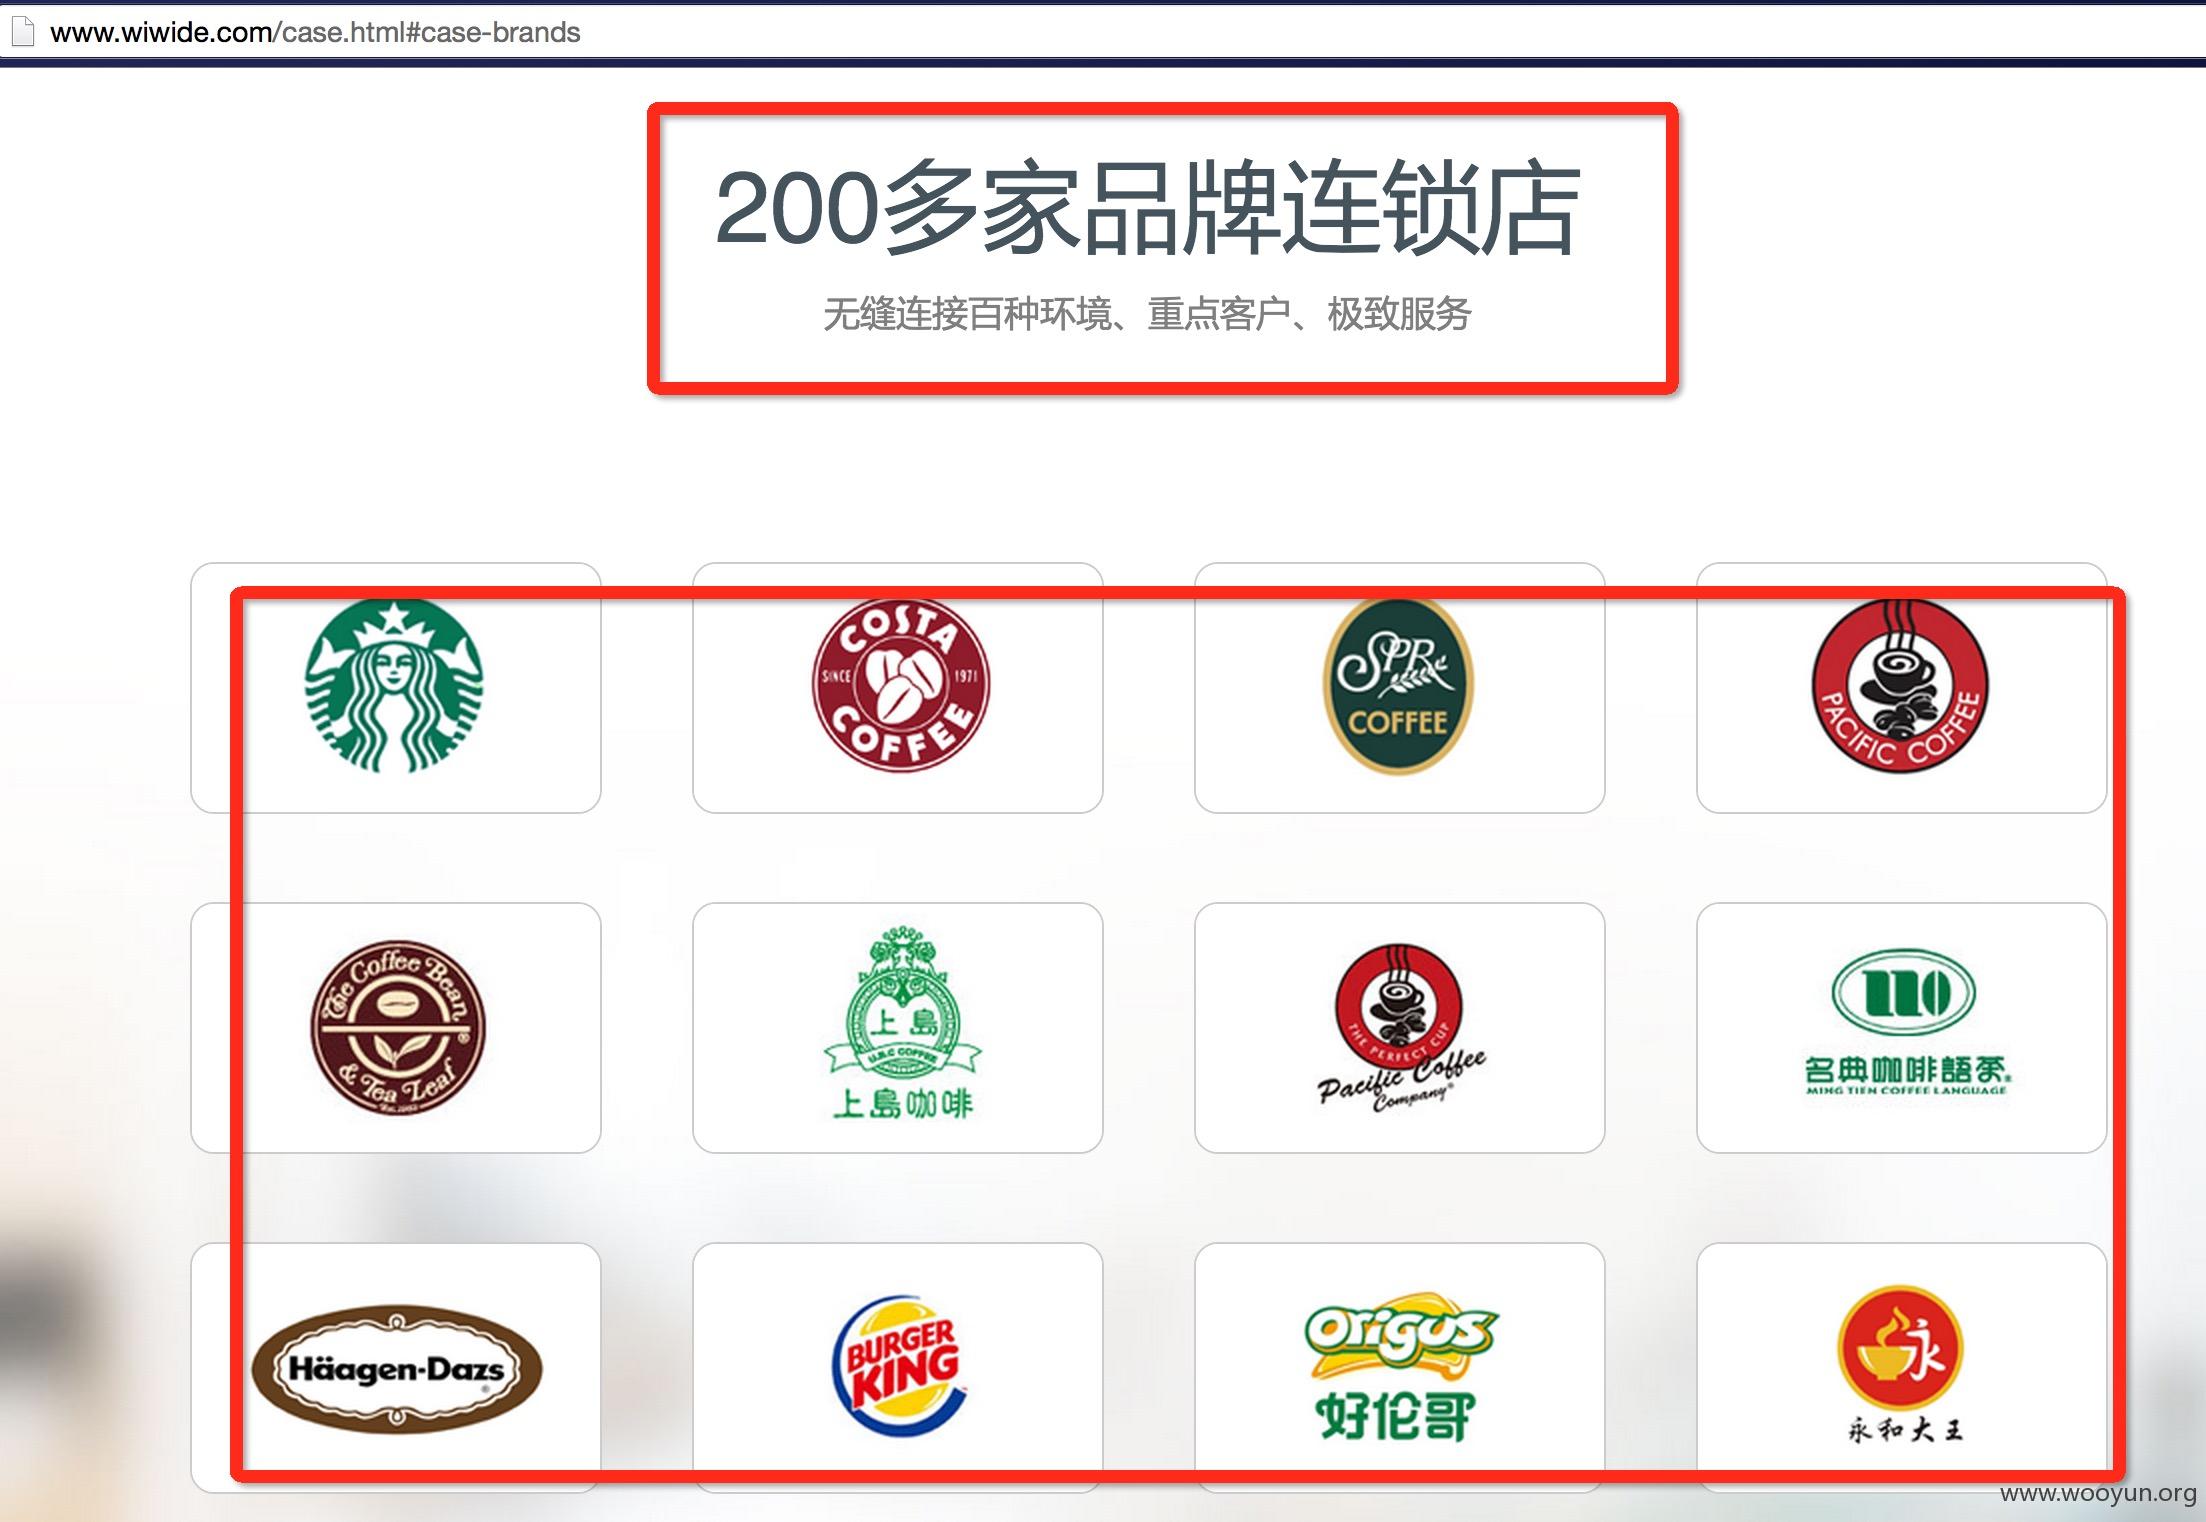 www.wiwide.com/case.html#case-brands
200多家品牌连锁店
无缝连接百种环境、重点客户、极致服务
COSTA
SINCE 1971
COFFEE
SPR
COFFEE
PACIFIC COFFEE
The Coffee Bean
& Tea Leaf
上島
U.B.C COFFEE
上島咖啡
THE PERFECT CUP
Pacific Coffee
Company
名典咖啡語茶
MING TIEN COFFEE LANGUAGE
Häagen-Dazs
BURGER
KING
origus
好伦哥
永
永和大王
www.wooyun.org